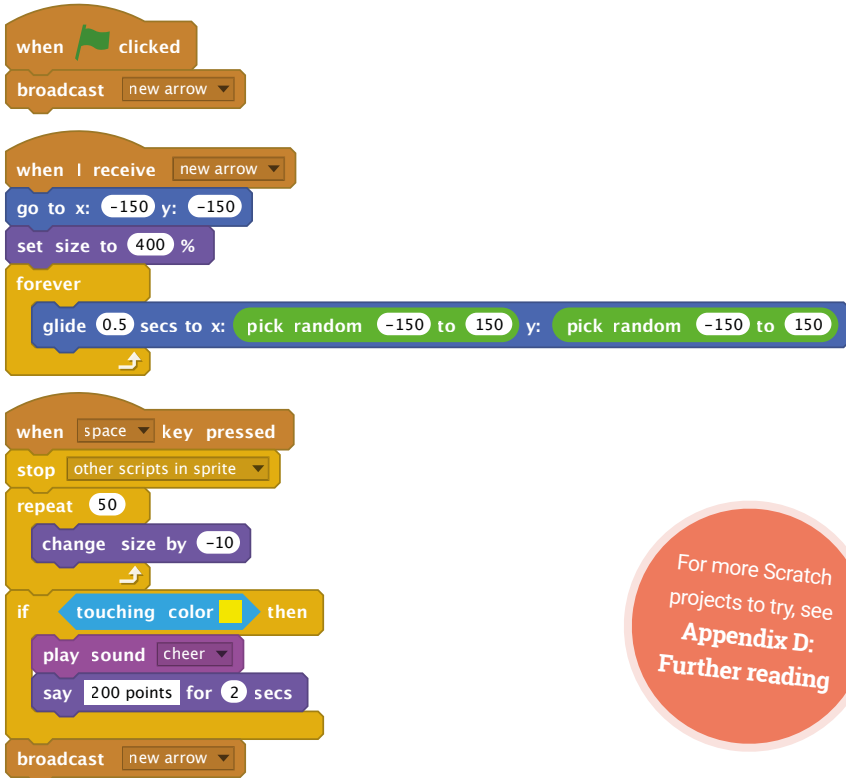 when clicked
broadcast new arrow
when I receive new arrow
go to x: -150 y: -150
set size to 400 %
forever
glide 0.5 secs to x: pick random -150 to 150 y: pick random -150 to 150
when space key pressed
stop other scripts in sprite
repeat 50
change size by -10
if touching color then
play sound cheer
say 200 points for 2 secs
broadcast new arrow
For more Scratch
projects to try, see
Appendix D:
Further reading